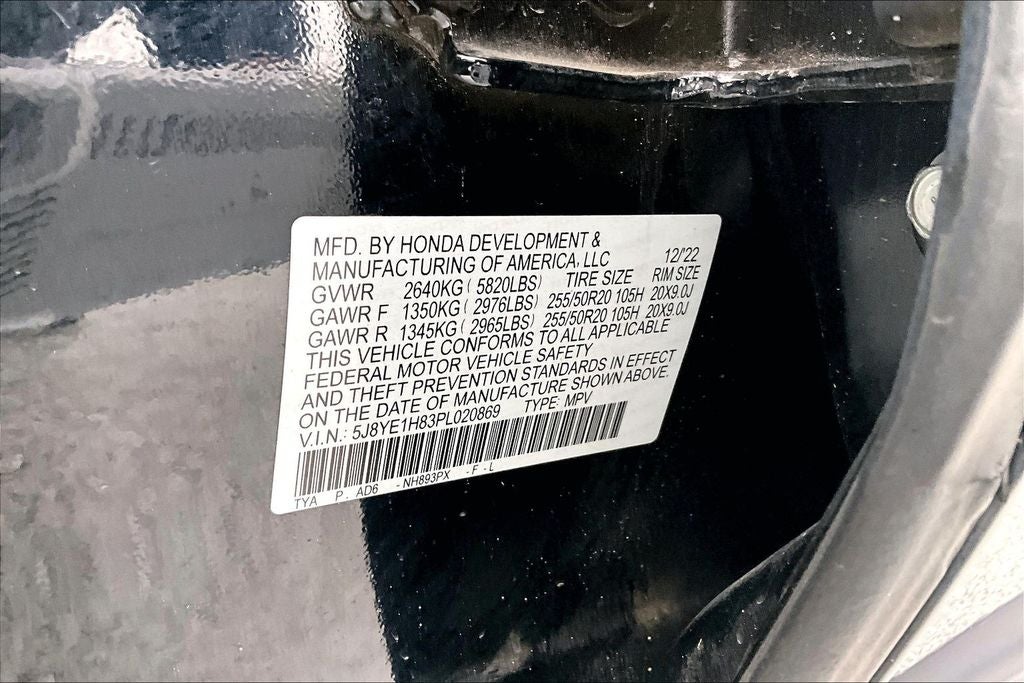 MFD. BY HONDA DEVELOPMENT &
MANUFACTURING OF AMERICA, LLC 12/'22
GVWR 2640KG ( 5820LBS) TIRE SIZE RIM SIZE
GAWR F 1350KG ( 2976LBS) 255/50R20 105H 20X9.0J
GAWR R 1345KG ( 2965LBS) 255/50R20 105H 20X9.0J
THIS VEHICLE CONFORMS TO ALL APPLICABLE
FEDERAL MOTOR VEHICLE SAFETY
AND THEFT PREVENTION STANDARDS IN EFFECT
ON THE DATE OF MANUFACTURE SHOWN ABOVE.
V.I.N.: 5J8YE1H83PL020869 TYPE: MPV
TYA P. AD6 - NH893PX - F - L